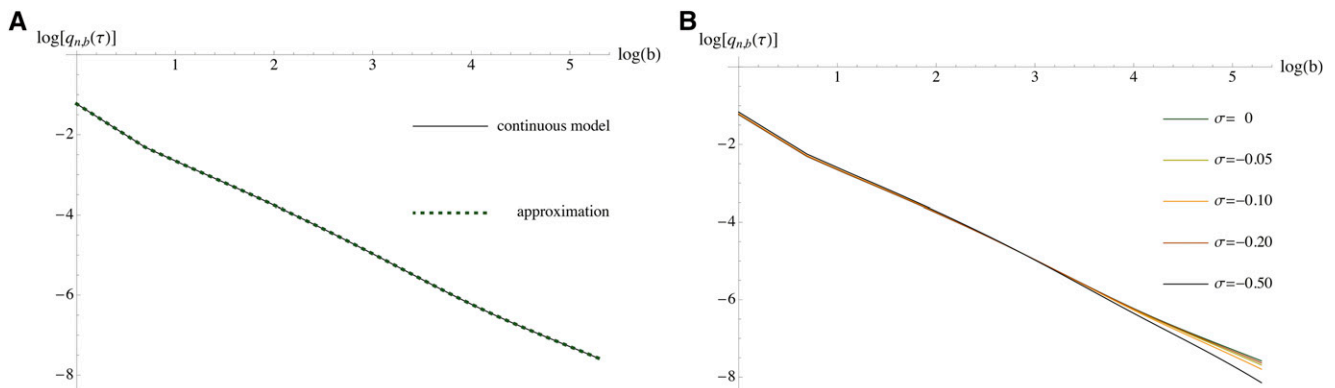 A
log[q_{n,b}(τ)]
log(b)
1 2 3 4 5
−2
−4
−6
−8
continuous model
approximation
B
log[q_{n,b}(τ)]
log(b)
1 2 3 4 5
−2
−4
−6
−8
σ= 0
σ=−0.05
σ=−0.10
σ=−0.20
σ=−0.50